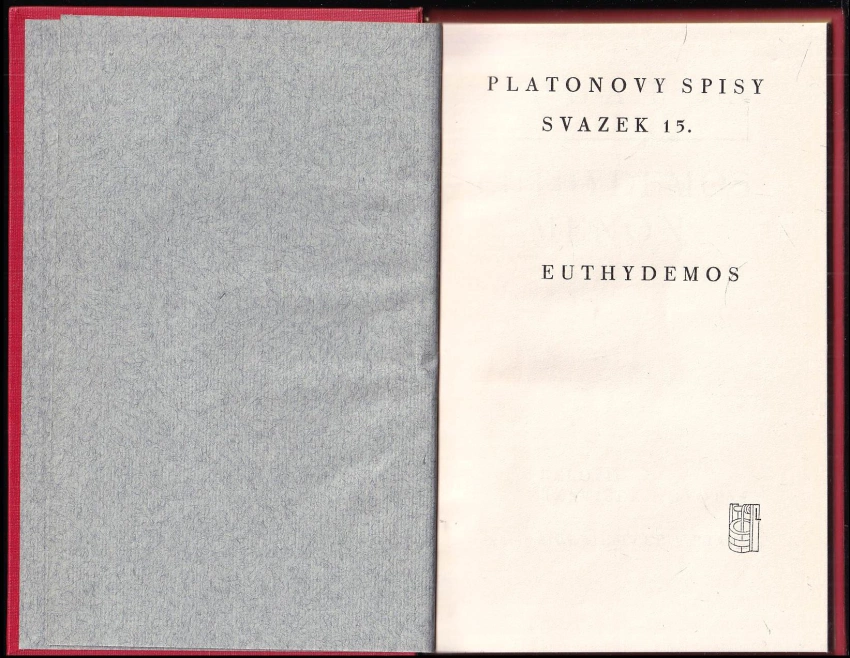 PLATONOVY SPISY
SVAZEK 15.
EUTHYDEMOS